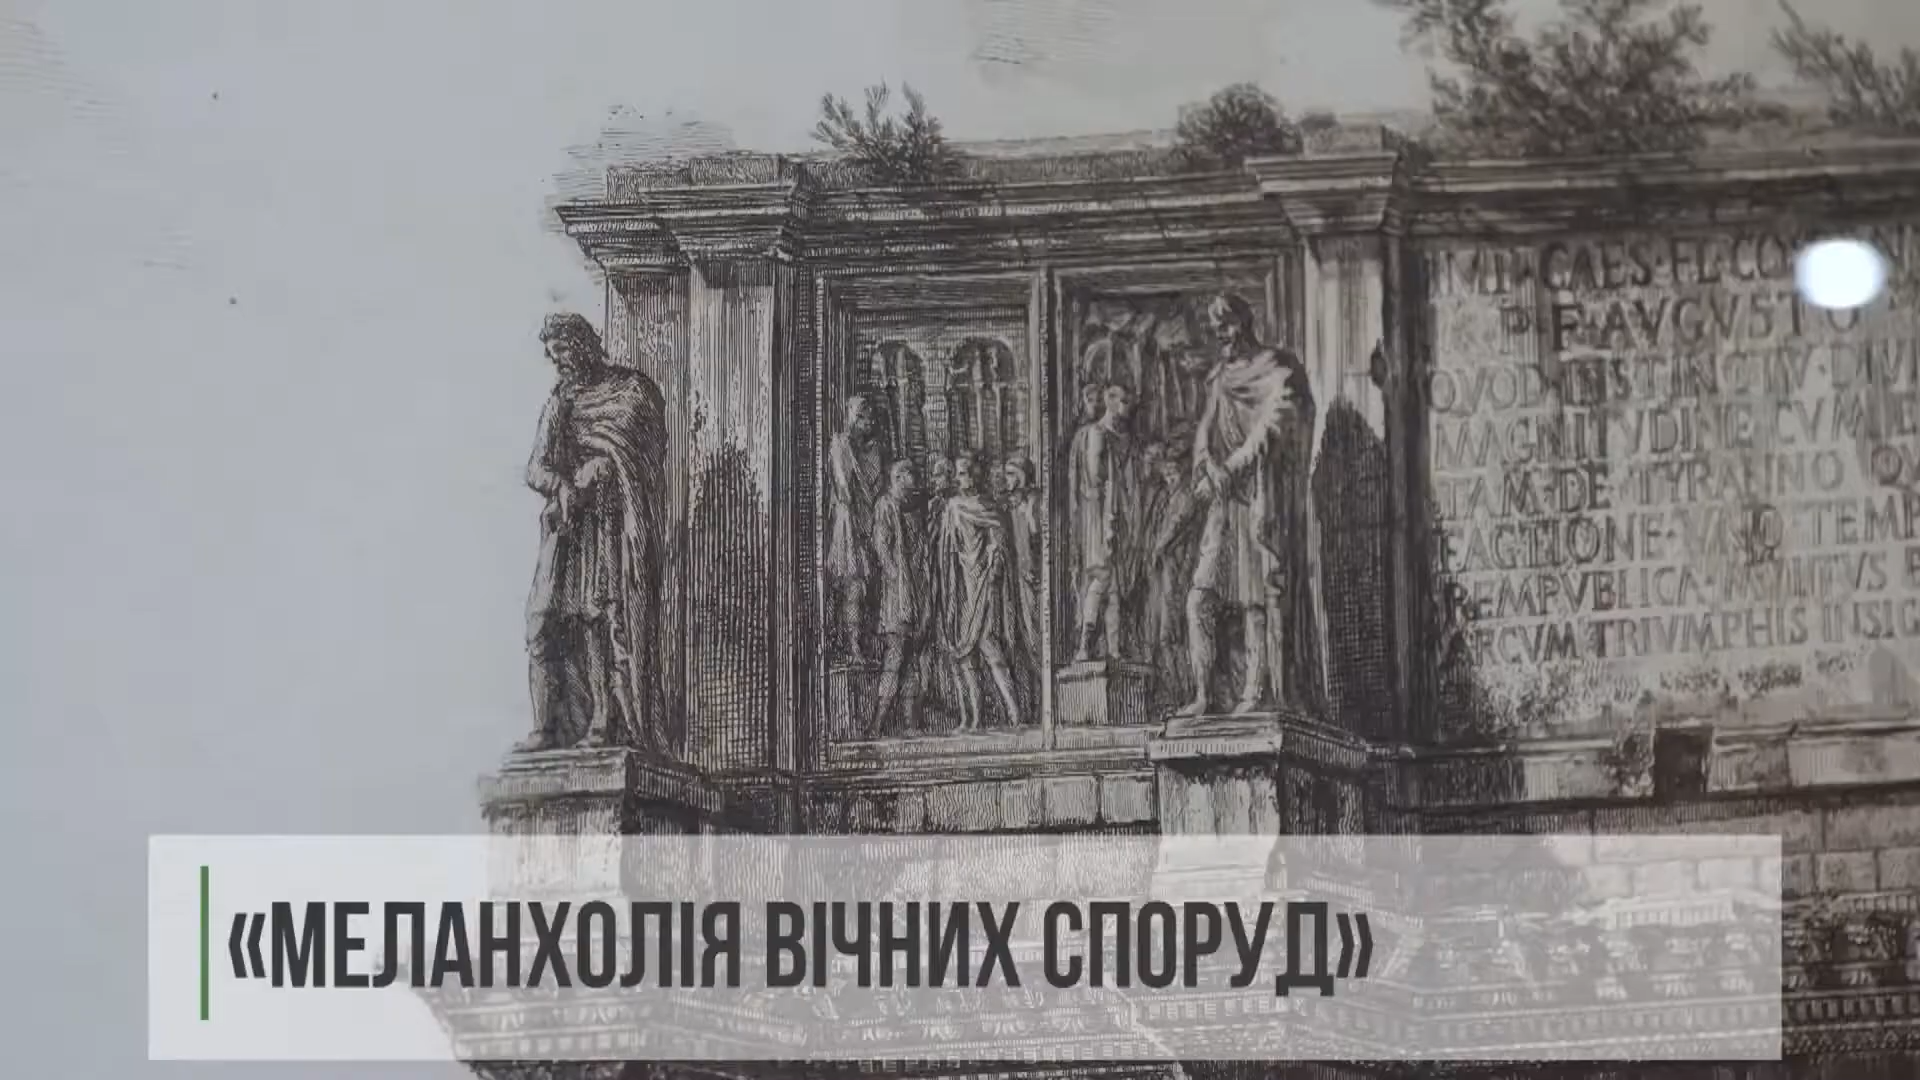 IMP·CAES·FL·CO
P·F·AVGVSTO
QVOD·INSTINCTV·DIVI
MAGNITVDINE·CVM·E
TAM·DE·TYRANNO QV
FACTIONE·VNO·TEMP
REMPVBLICA
ARCVM·TRIVMPHIS INSIG
«МЕЛАНХОЛІЯ ВІЧНИХ СПОРУД»